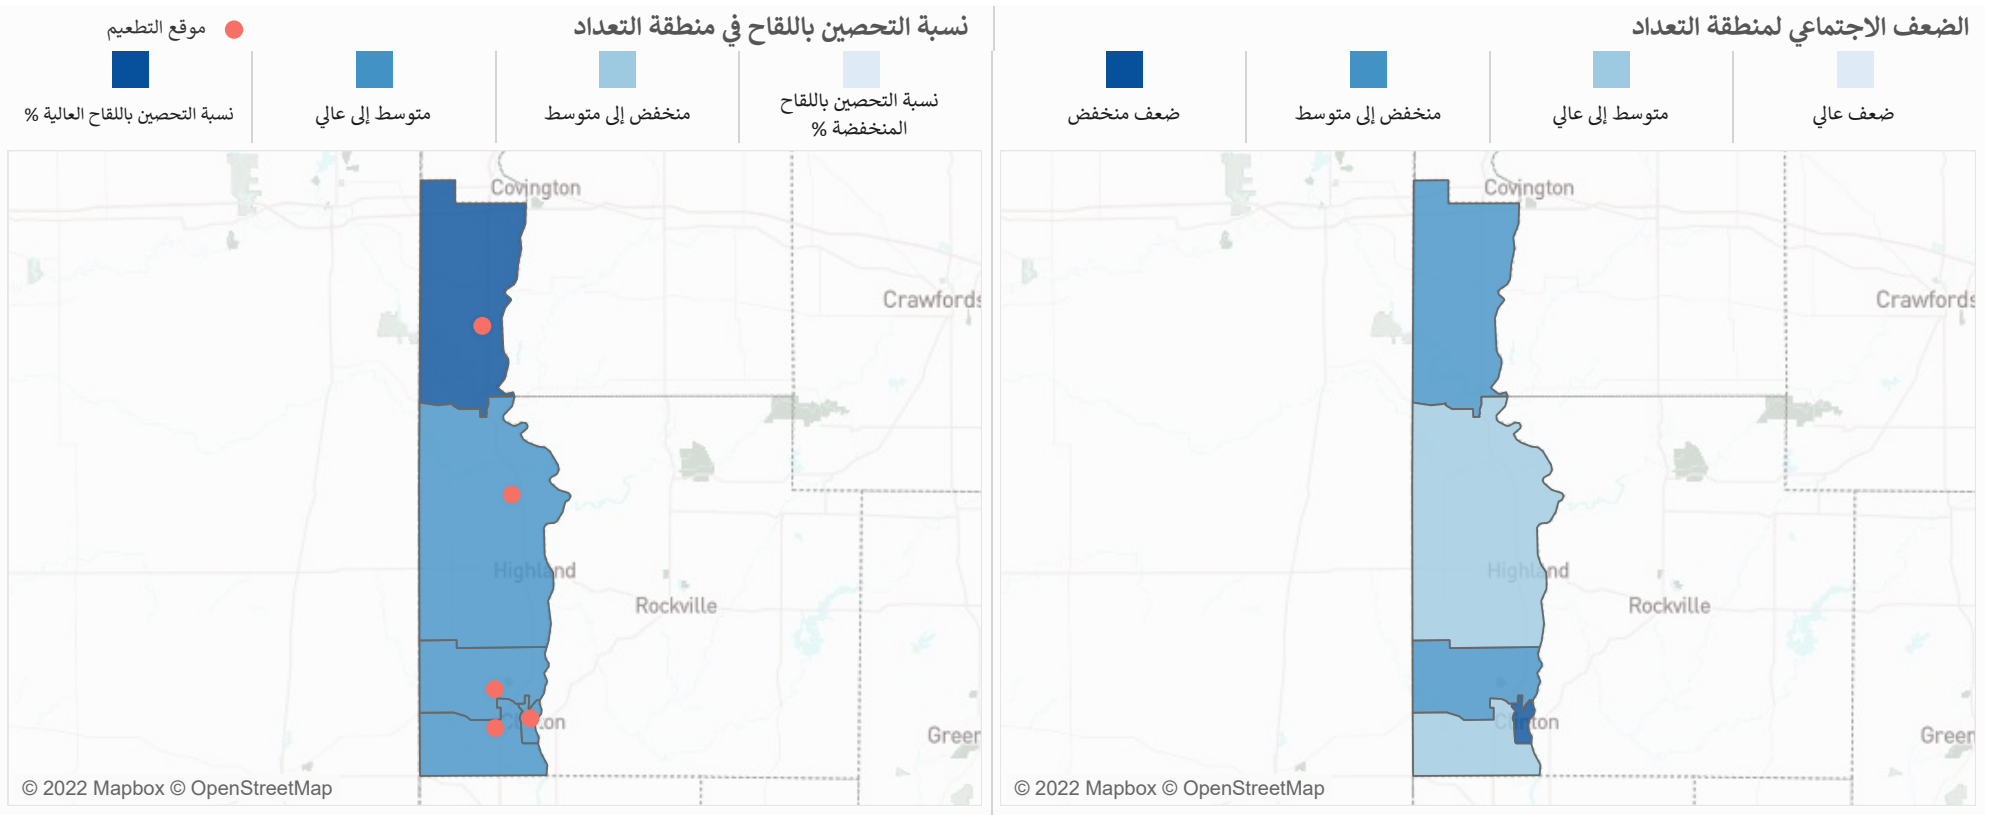 الضعف الاجتماعي لمنطقة التعداد
ضعف عالي
متوسط إلى عالي
منخفض إلى متوسط
ضعف منخفض
Covington
Crawfords
Highland
Rockville
Clinton
Green
© 2022 Mapbox © OpenStreetMap
نسبة التحصين باللقاح في منطقة التعداد
موقع التطعيم
نسبة التحصين باللقاح
المنخفضة %
منخفض إلى متوسط
متوسط إلى عالي
نسبة التحصين باللقاح العالية %
Covington
Crawfords
Highland
Rockville
Clinton
Green
© 2022 Mapbox © OpenStreetMap